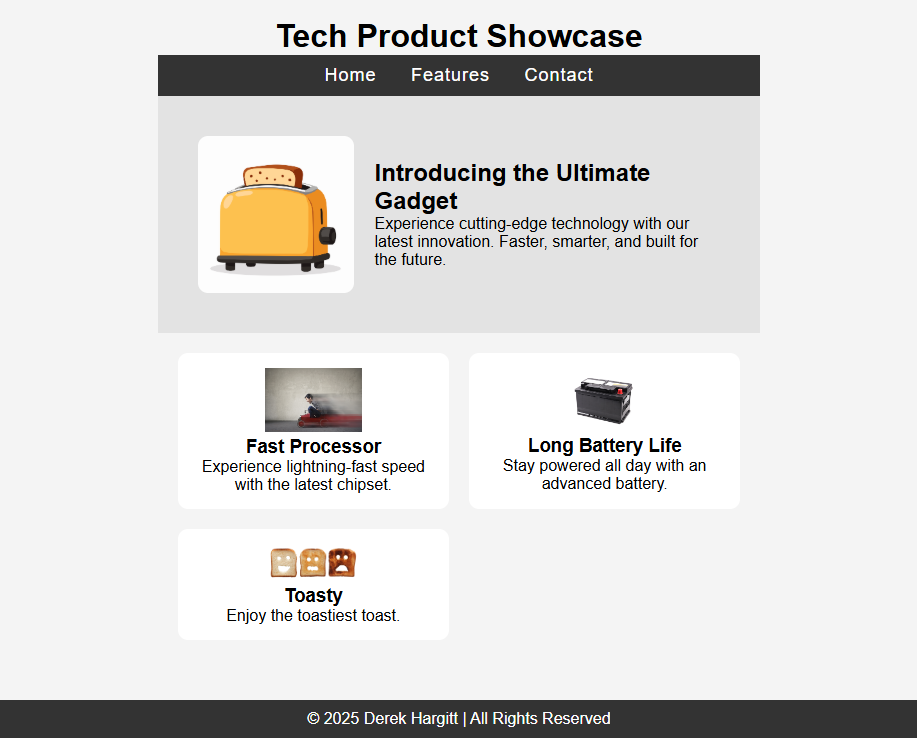 Tech Product Showcase
Home Features Contact
Introducing the Ultimate
Gadget
Experience cutting-edge technology with our
latest innovation. Faster, smarter, and built for
the future.
Fast Processor
Experience lightning-fast speed
with the latest chipset.
Long Battery Life
Stay powered all day with an
advanced battery.
Toasty
Enjoy the toastiest toast.
© 2025 Derek Hargitt | All Rights Reserved